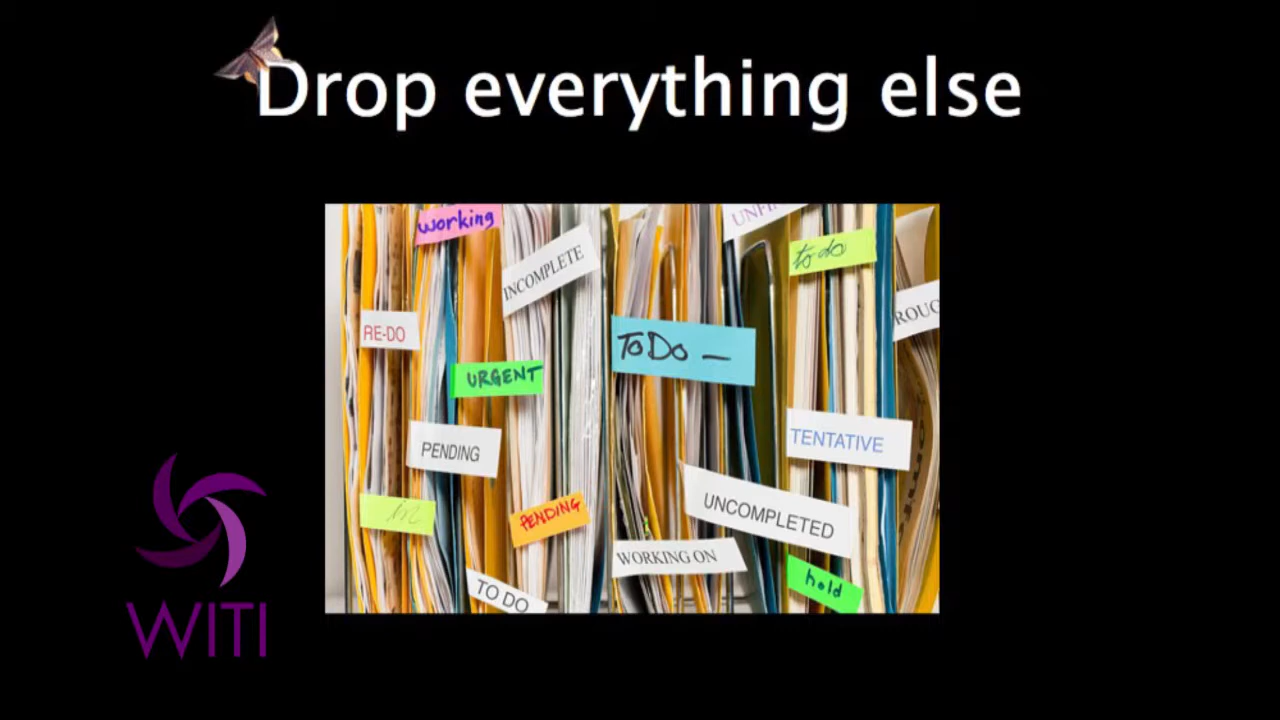 Drop everything else
working
INCOMPLETE
to do
RE-DO
ToDo —
URGENT
TENTATIVE
PENDING
UNCOMPLETED
in
PENDING
WORKING ON
hold
TO DO
WITI